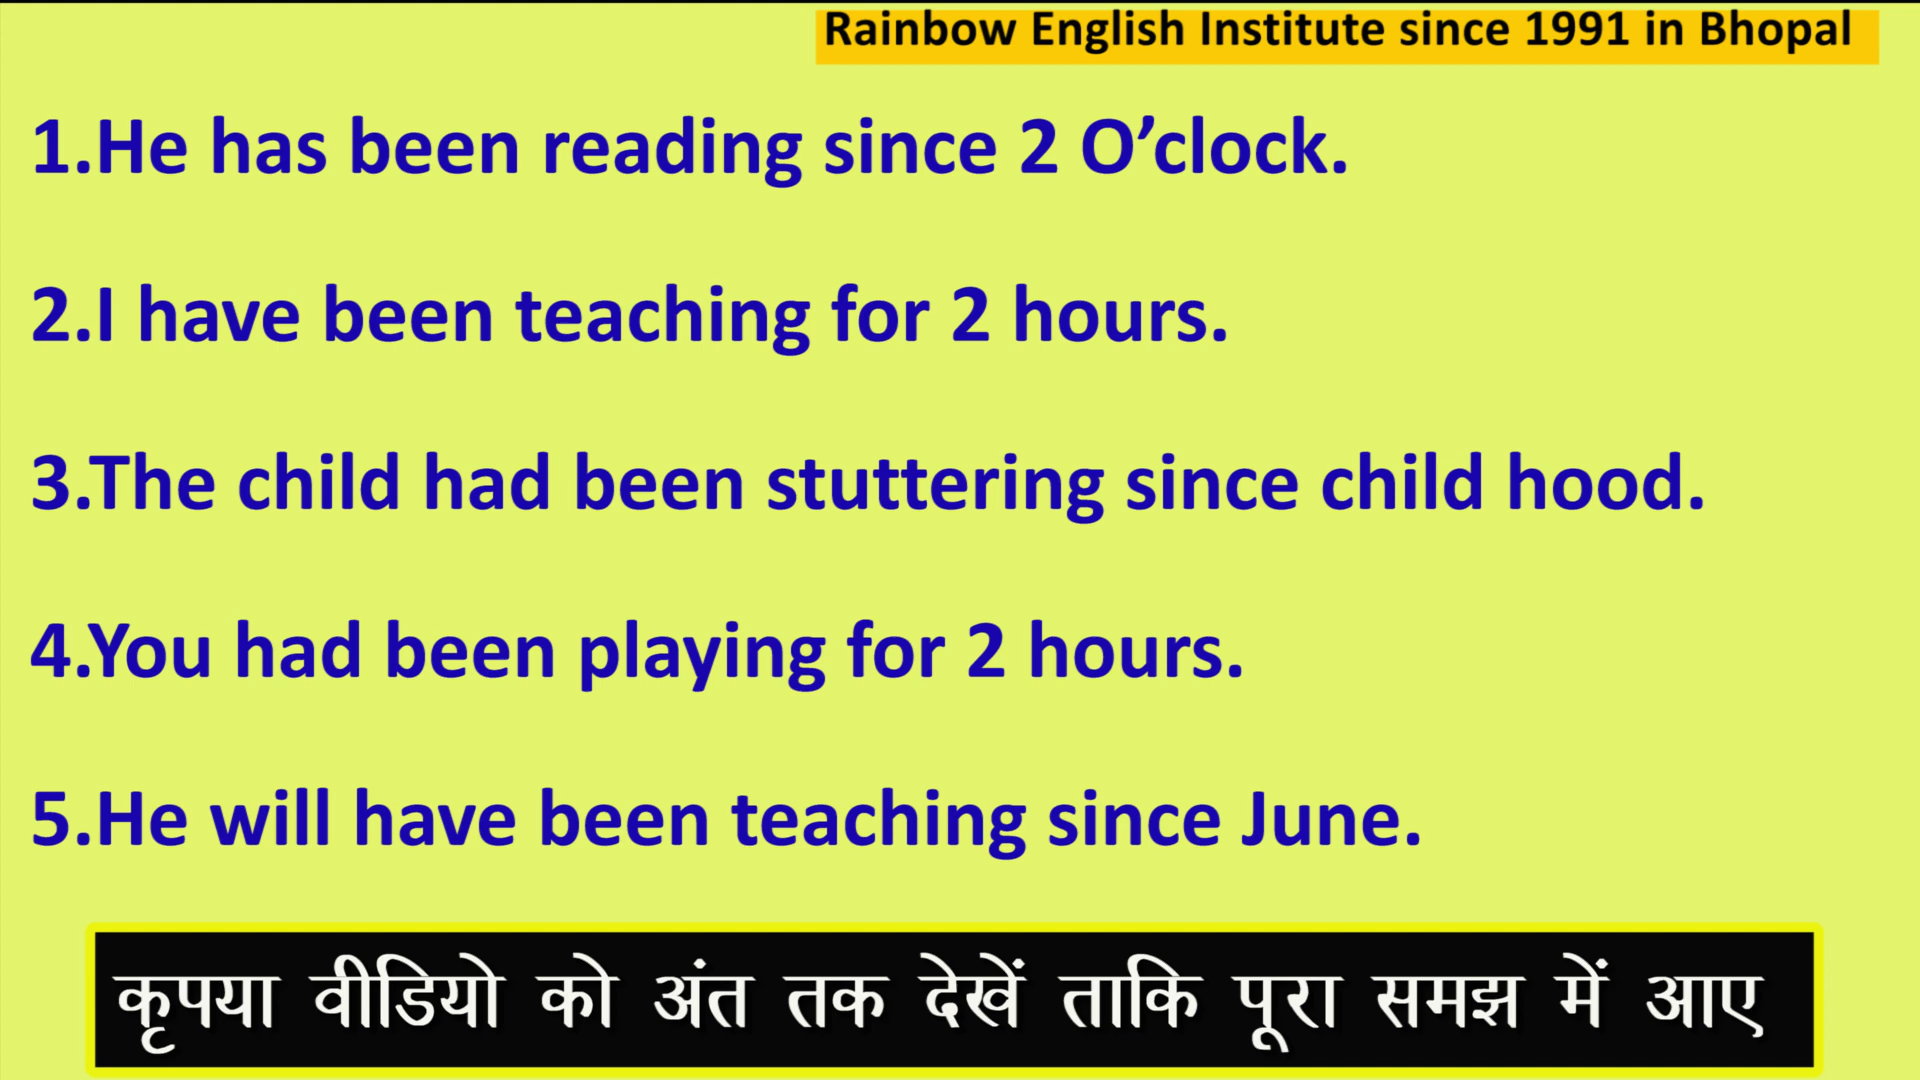 Rainbow English Institute since 1991 in Bhopal
1.He has been reading since 2 O’clock.
2.I have been teaching for 2 hours.
3.The child had been stuttering since child hood.
4.You had been playing for 2 hours.
5.He will have been teaching since June.
कृपया वीडियो को अंत तक देखें ताकि पूरा समझ में आए